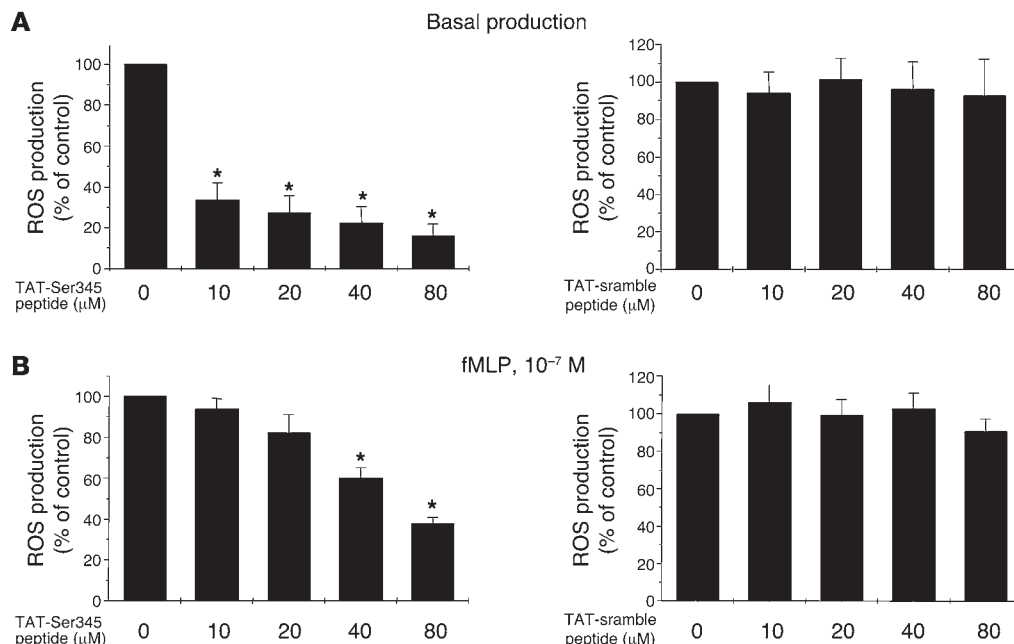 A
Basal production
ROS production
(% of control)
100
80
60
40
20
0
* * * *
TAT-Ser345
peptide (μM)
0 10 20 40 80
ROS production
(% of control)
120
100
80
60
40
20
0
TAT-sramble
peptide (μM)
0 10 20 40 80
B
fMLP, 10⁻⁷ M
ROS production
(% of control)
100
80
60
40
20
0
* *
TAT-Ser345
peptide (μM)
0 10 20 40 80
ROS production
(% of control)
120
100
80
60
40
20
0
TAT-sramble
peptide (μM)
0 10 20 40 80